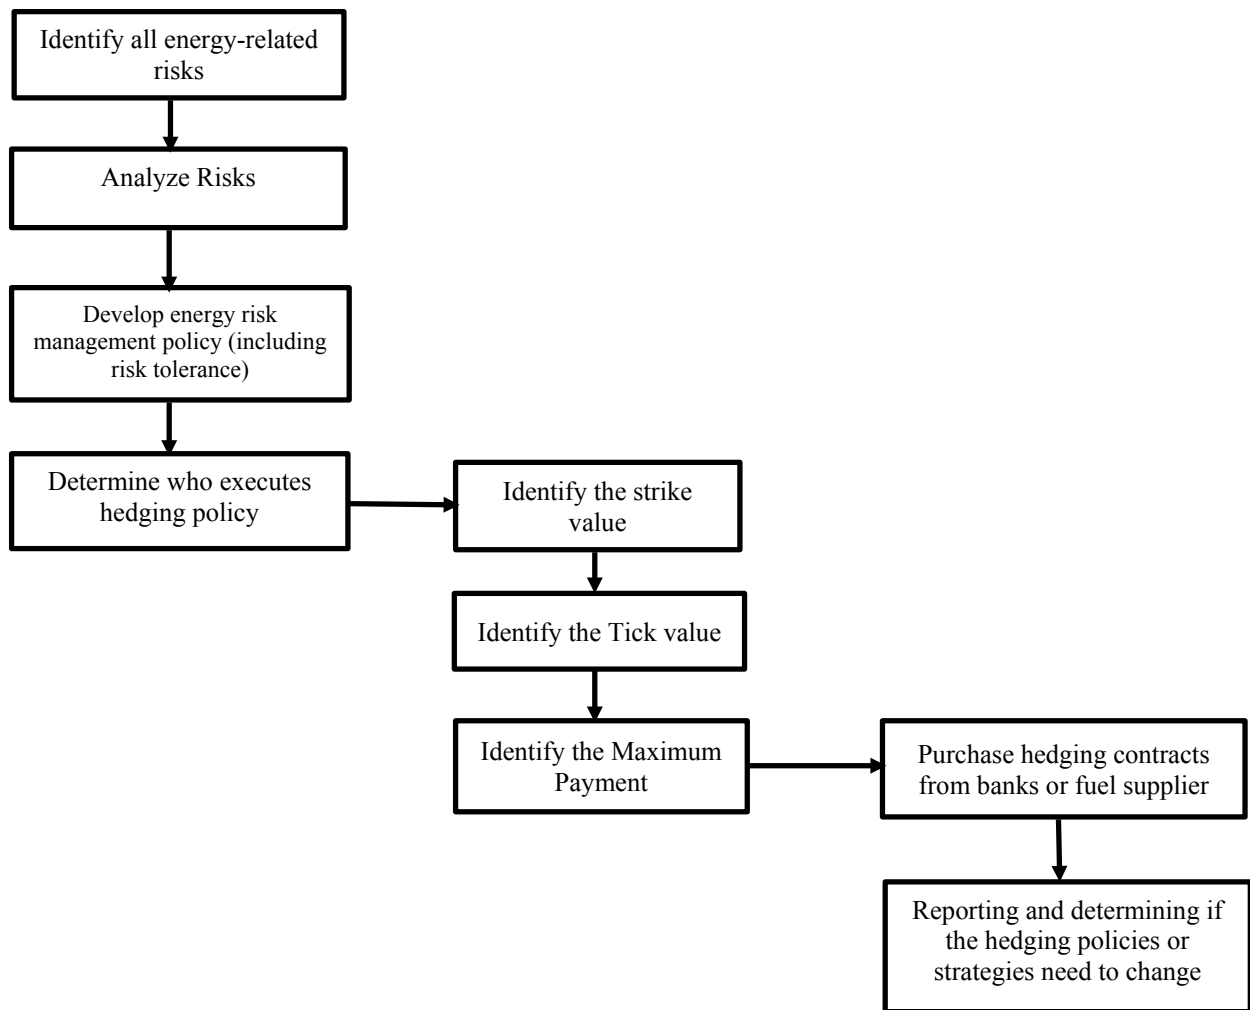 Identify all energy-related
risks
Analyze Risks
Develop energy risk
management policy (including
risk tolerance)
Determine who executes
hedging policy
Identify the strike
value
Identify the Tick value
Identify the Maximum
Payment
Purchase hedging contracts
from banks or fuel supplier
Reporting and determining if
the hedging policies or
strategies need to change